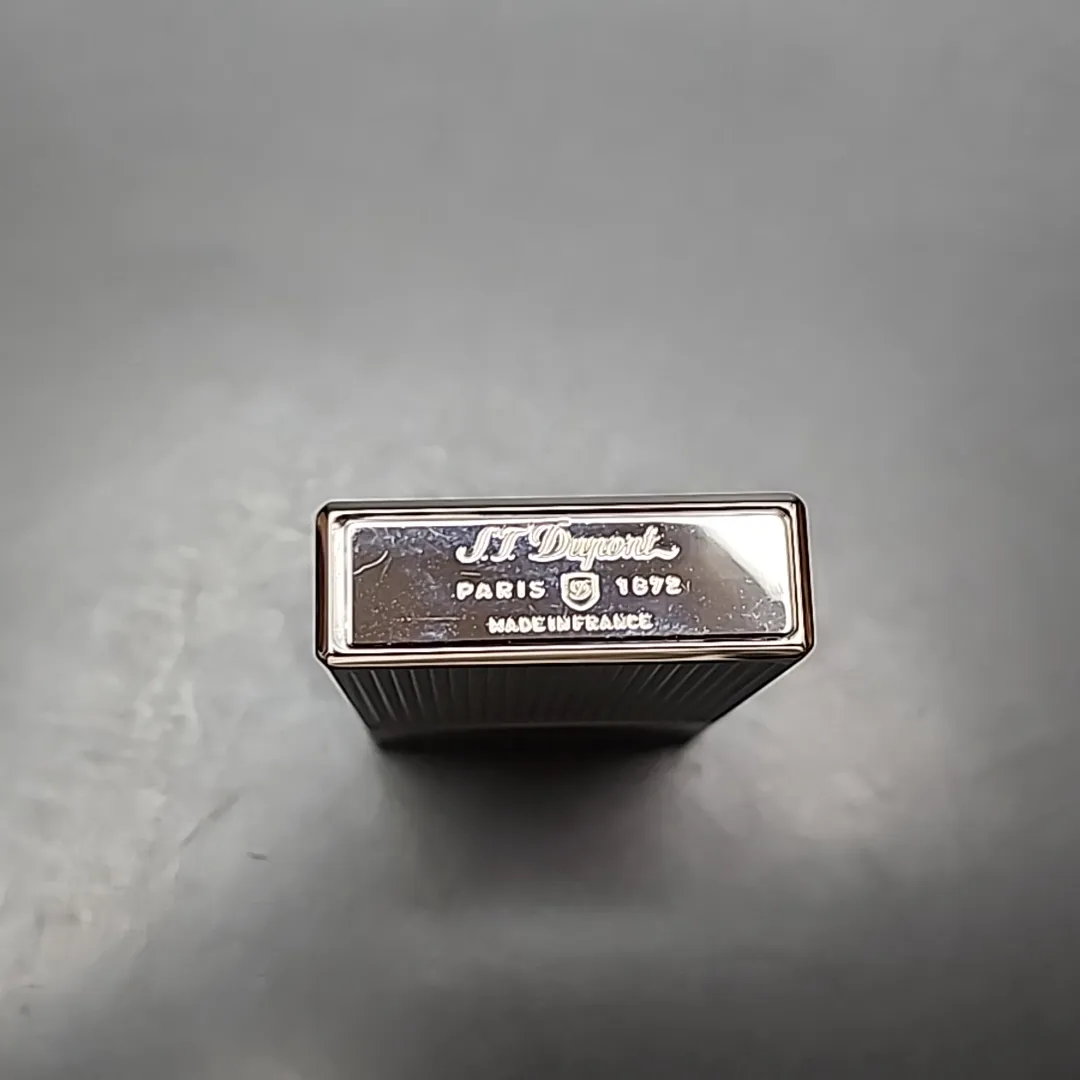 S.T. Dupont
PARIS 1872
MADE IN FRANCE